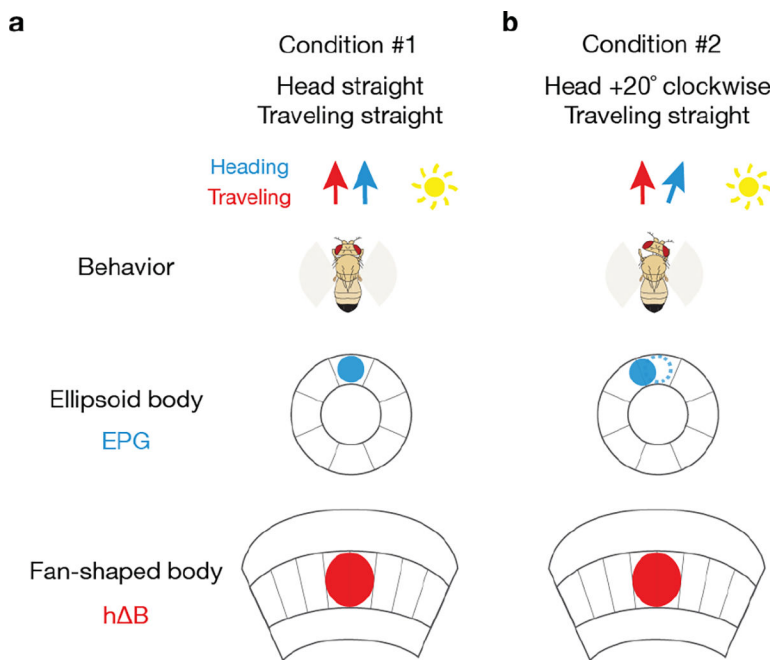 a
b
Condition #1
Condition #2
Head straight
Traveling straight
Head +20° clockwise
Traveling straight
Heading
Traveling
Behavior
Ellipsoid body
EPG
Fan-shaped body
hΔB